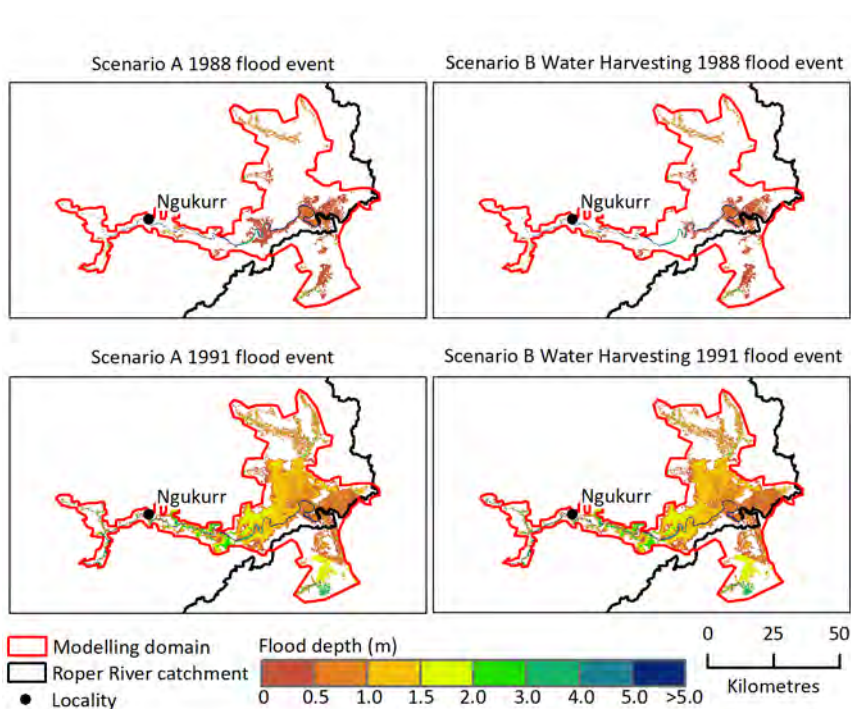 Scenario A 1988 flood event
Scenario B Water Harvesting 1988 flood event
Ngukurr
Ngukurr
Scenario A 1991 flood event
Scenario B Water Harvesting 1991 flood event
Ngukurr
Ngukurr
Modelling domain
Roper River catchment
Locality
Flood depth (m)
0 0.5 1.0 1.5 2.0 3.0 4.0 5.0 >5.0
0 25 50
Kilometres